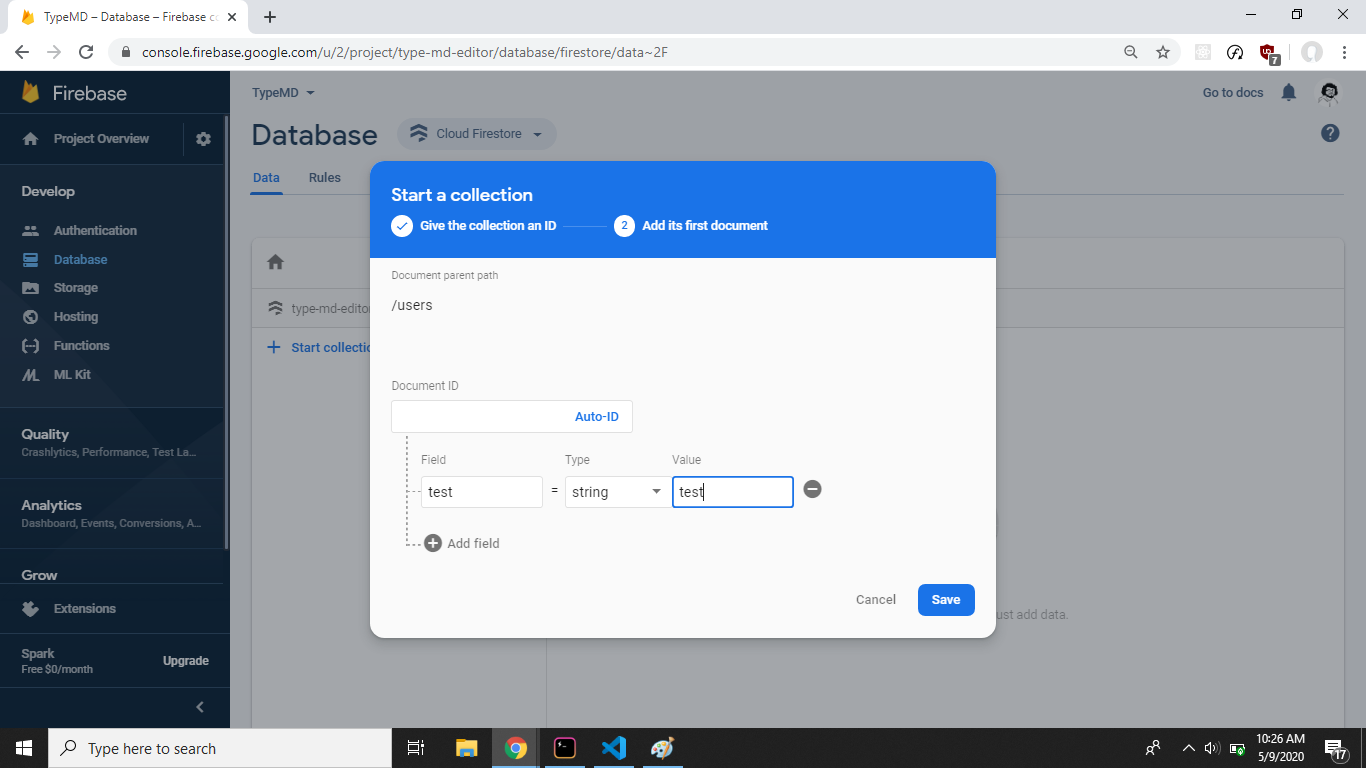 TypeMD – Database – Firebase co
console.firebase.google.com/u/2/project/type-md-editor/database/firestore/data~2F
7
Firebase
Project Overview
Develop
Authentication
Database
Storage
Hosting
Functions
ML Kit
Quality
Crashlytics, Performance, Test La...
Analytics
Dashboard, Events, Conversions, A...
Grow
Extensions
Spark
Free $0/month
Upgrade
TypeMD
Go to docs
Database
Cloud Firestore
Data
Rules
type-md-editor
Start collectio
ust add data.
Start a collection
Give the collection an ID
2
Add its first document
Document parent path
/users
Document ID
Auto-ID
Field
Type
Value
test
=
string
test
Add field
Cancel
Save
Type here to search
10:26 AM
5/9/2020
17